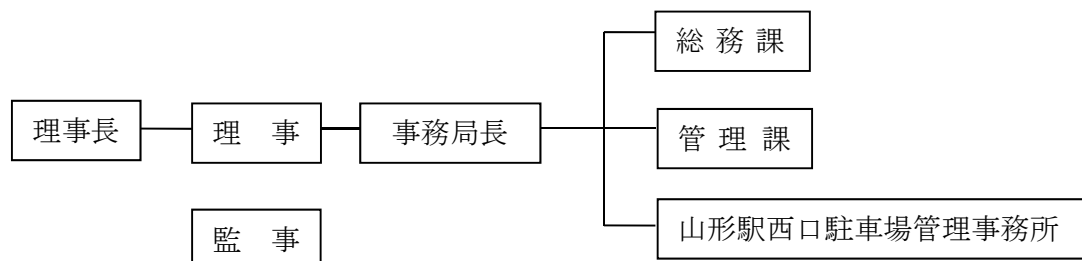 総 務 課
理事長
理　事
事務局長
管 理 課
監　事
山形駅西口駐車場管理事務所